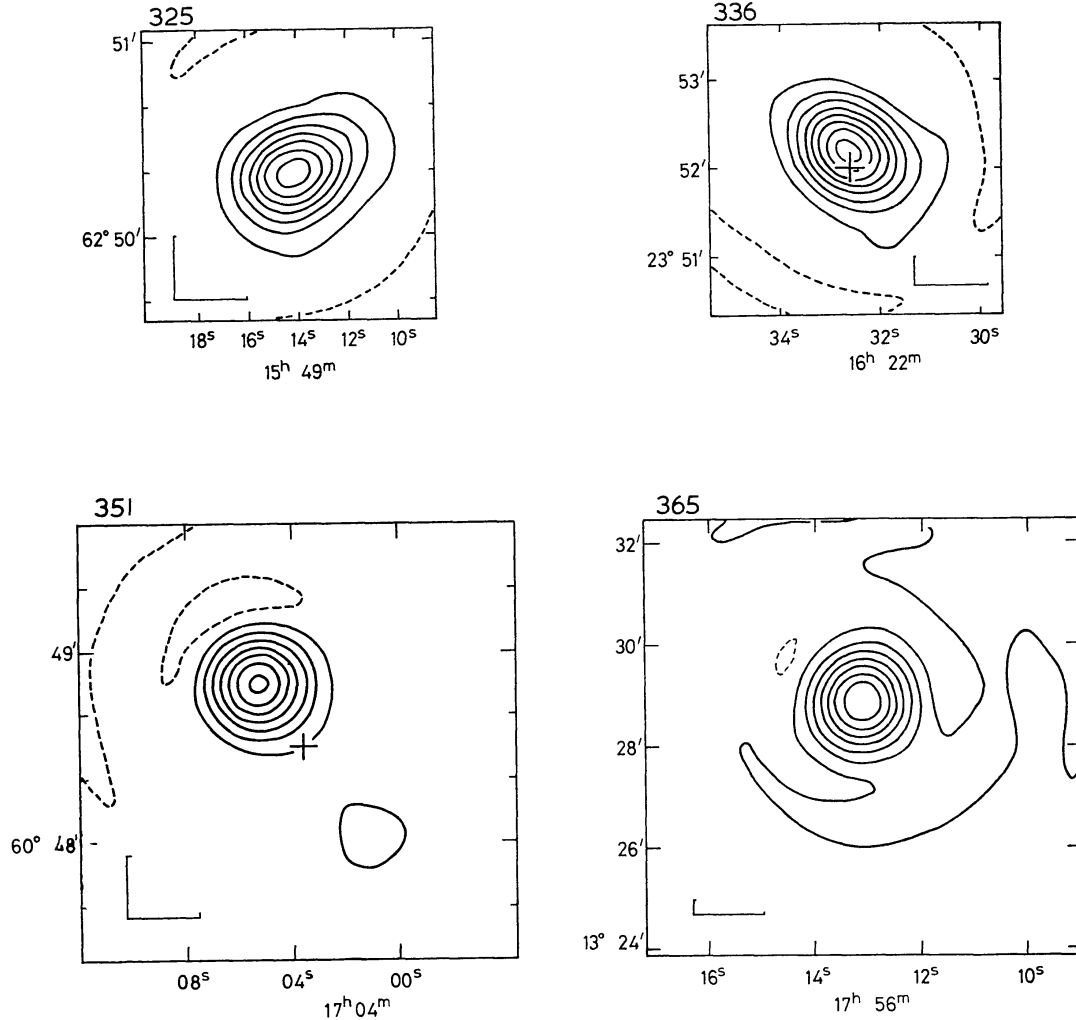 325
51'
62° 50'
18ˢ 16ˢ 14ˢ 12ˢ 10ˢ
15ʰ 49ᵐ
336
53'
52'
23° 51'
34ˢ 32ˢ 30ˢ
16ʰ 22ᵐ
351
49'
60° 48'
08ˢ 04ˢ 00ˢ
17ʰ 04ᵐ
365
32'
30'
28'
26'
13° 24'
16ˢ 14ˢ 12ˢ 10ˢ
17ʰ 56ᵐ